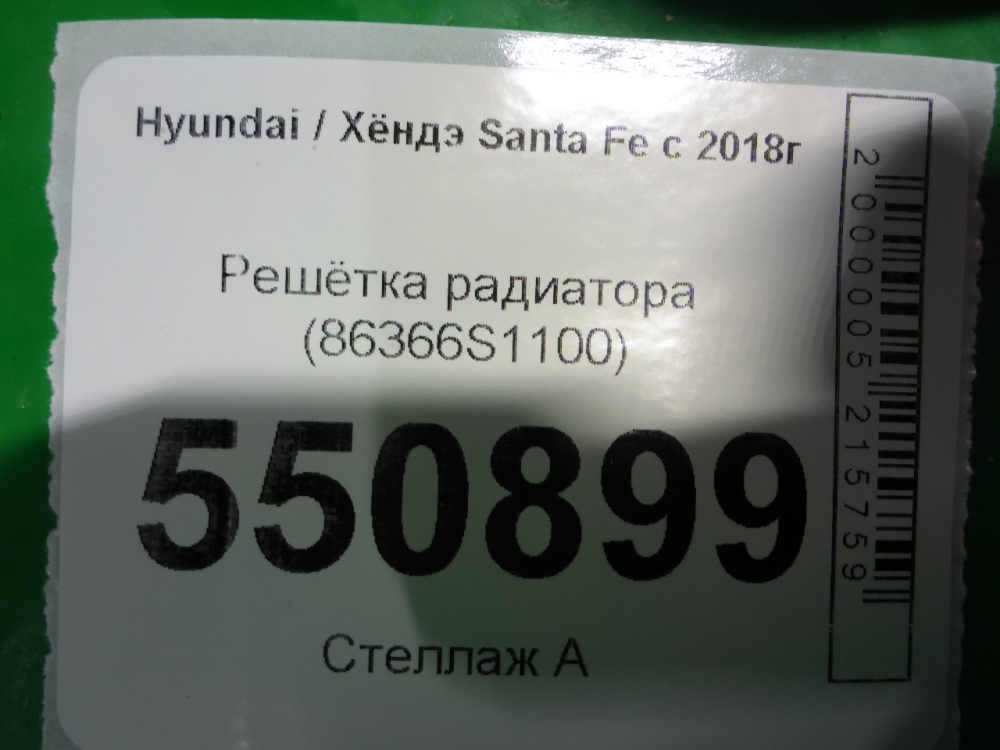 Hyundai / Хёндэ Santa Fe с 2018г
Решётка радиатора
(86366S1100)
550899
Стеллаж А
2000005215759